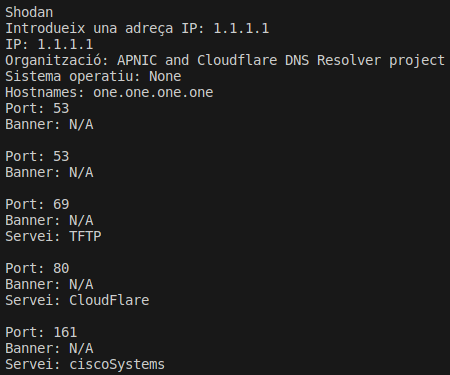 Shodan
Introdueix una adreça IP: 1.1.1.1
IP: 1.1.1.1
Organització: APNIC and Cloudflare DNS Resolver project
Sistema operatiu: None
Hostnames: one.one.one.one
Port: 53
Banner: N/A
Port: 53
Banner: N/A
Port: 69
Banner: N/A
Servei: TFTP
Port: 80
Banner: N/A
Servei: CloudFlare
Port: 161
Banner: N/A
Servei: ciscoSystems